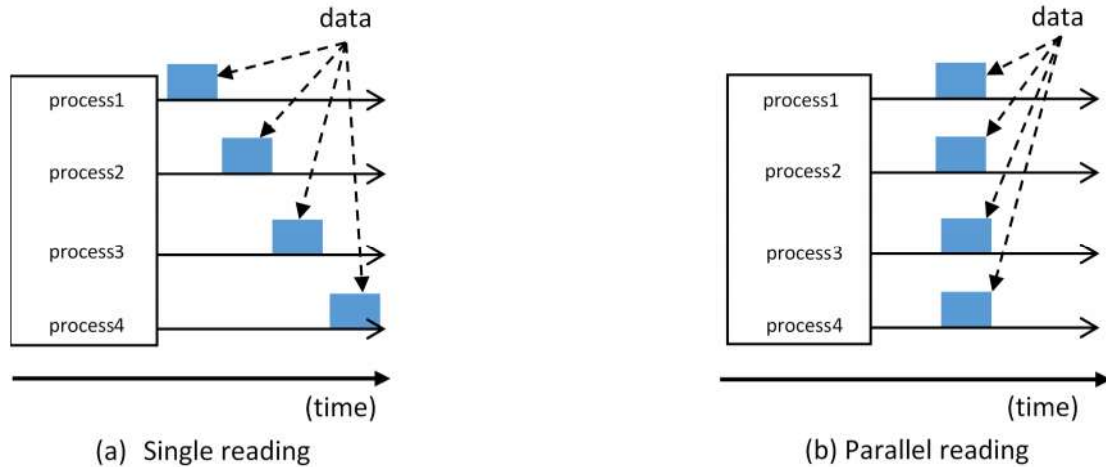 data
process1
process2
process3
process4
(time)
(a) Single reading
data
process1
process2
process3
process4
(time)
(b) Parallel reading